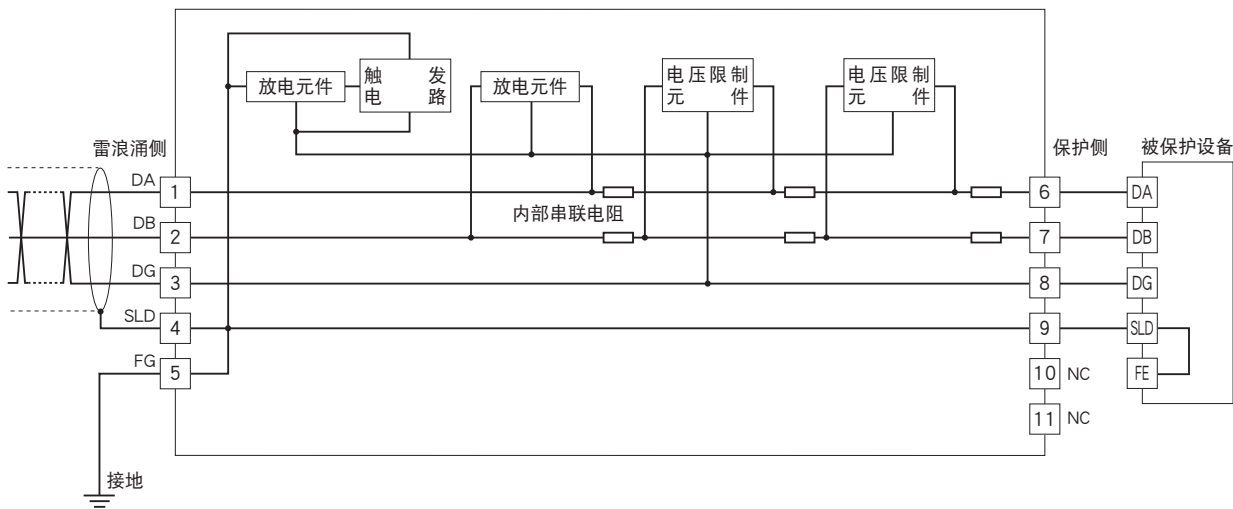 放电元件
触 发
电 路
放电元件
电压限制
元 件
电压限制
元 件
雷浪涌侧
保护侧
被保护设备
DA
1
6
DA
内部串联电阻
DB
2
7
DB
DG
3
8
DG
SLD
4
9
SLD
FG
5
10
NC
FE
11
NC
接地